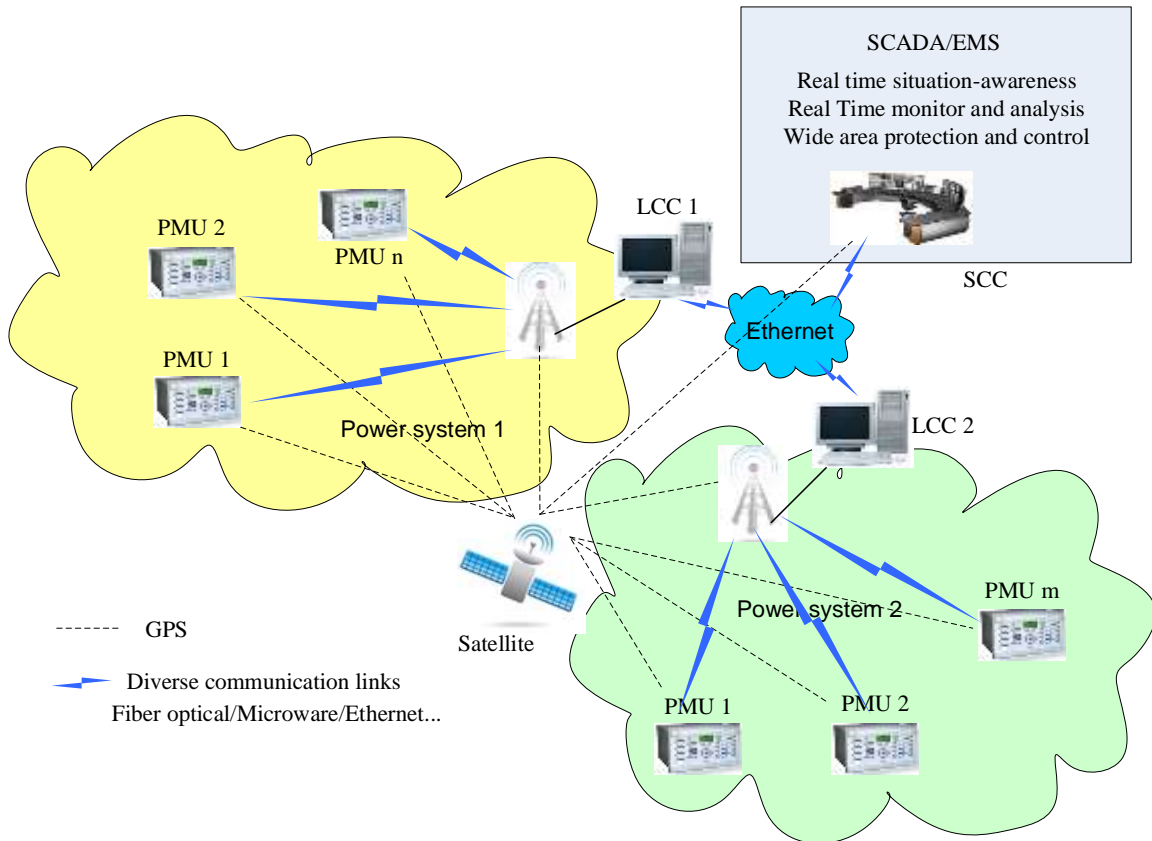 SCADA/EMS
Real time situation-awareness
Real Time monitor and analysis
Wide area protection and control
SCC
LCC 1
PMU 2
PMU n
PMU 1
Power system 1
Ethernet
LCC 2
Satellite
Power system 2
PMU m
PMU 1
PMU 2
GPS
Diverse communication links
Fiber optical/Microware/Ethernet...